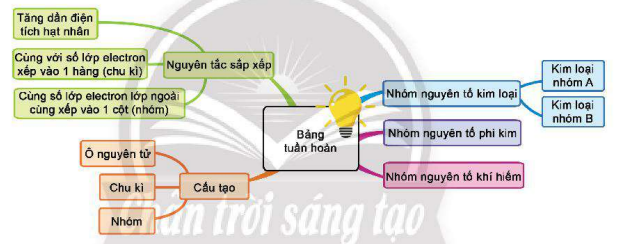 Tăng dần điện
tích hạt nhân
Cùng với số lớp electron
xếp vào 1 hàng (chu kì)
Cùng số lớp electron lớp ngoài
cùng xếp vào 1 cột (nhóm)
Nguyên tắc sắp xếp
Ô nguyên tử
Chu kì
Nhóm
Cấu tạo
Bảng
tuần hoàn
Nhóm nguyên tố kim loại
Kim loại
nhóm A
Kim loại
nhóm B
Nhóm nguyên tố phi kim
Nhóm nguyên tố khí hiếm
Chân trời sáng tạo